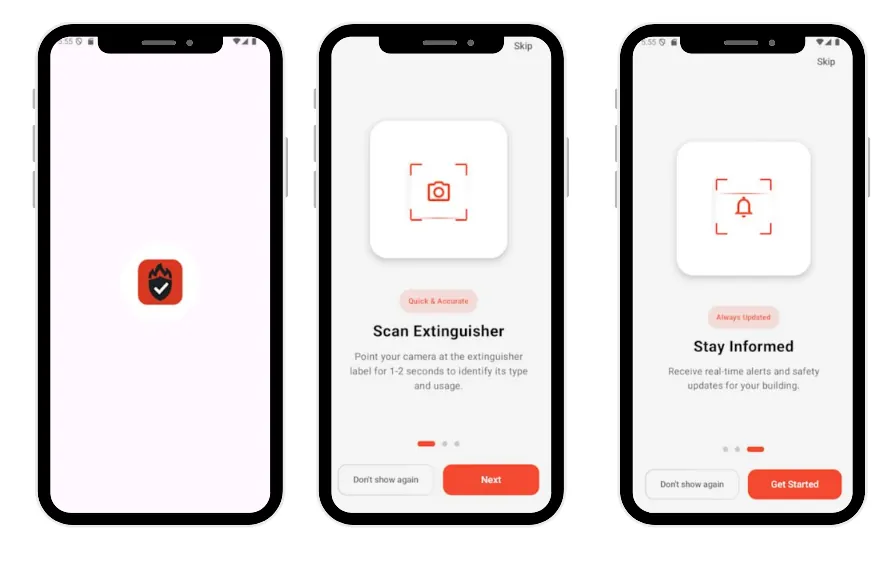 Skip
Quick & Accurate
Scan Extinguisher
Point your camera at the extinguisher
label for 1-2 seconds to identify its type
and usage.
Don't show again
Next
Skip
Always Updated
Stay Informed
Receive real-time alerts and safety
updates for your building.
Don't show again
Get Started